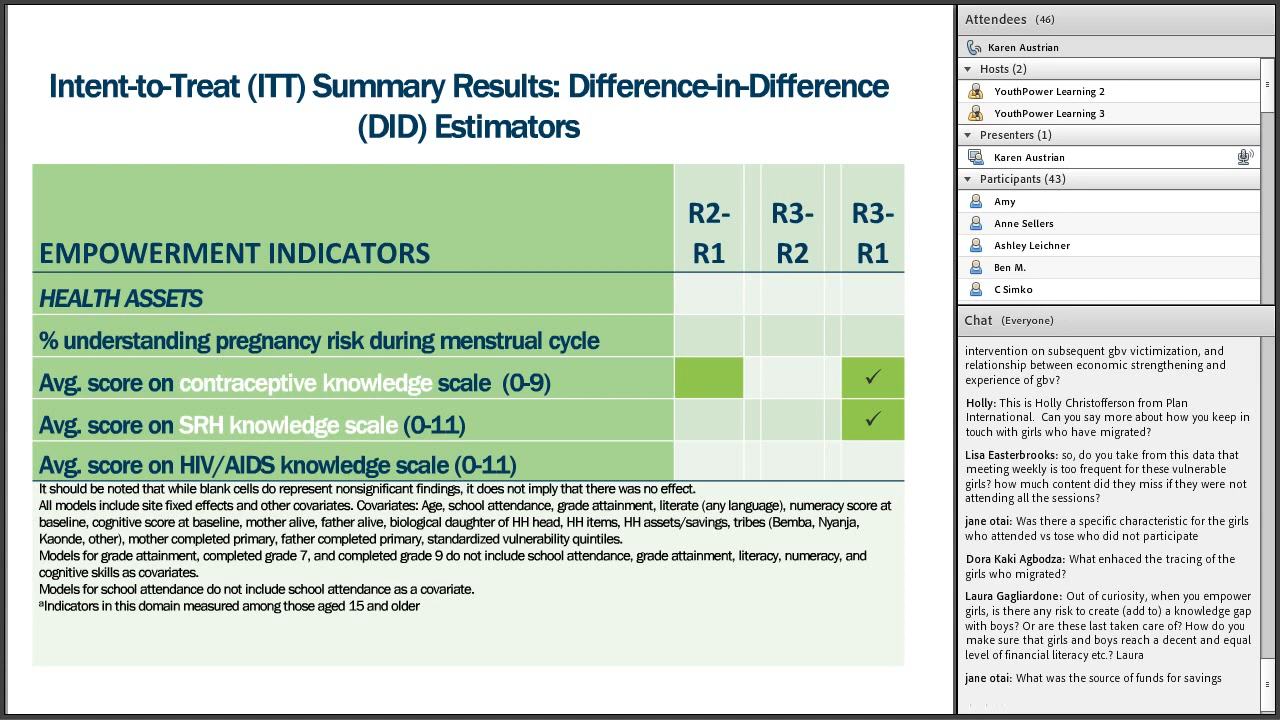 Intent-to-Treat (ITT) Summary Results: Difference-in-Difference
(DID) Estimators
EMPOWERMENT INDICATORS
R2-
R1
R3-
R2
R3-
R1
HEALTH ASSETS
% understanding pregnancy risk during menstrual cycle
Avg. score on contraceptive knowledge scale (0-9) ✓
Avg. score on SRH knowledge scale (0-11) ✓
Avg. score on HIV/AIDS knowledge scale (0-11)
It should be noted that while blank cells do represent nonsignificant findings, it does not imply that there was no effect.
All models include site fixed effects and other covariates. Covariates: Age, school attendance, grade attainment, literate (any language), numeracy score at
baseline, cognitive score at baseline, mother alive, father alive, biological daughter of HH head, HH items, HH assets/savings, tribes (Bemba, Nyanja,
Kaonde, other), mother completed primary, father completed primary, standardized vulnerability quintiles.
Models for grade attainment, completed grade 7, and completed grade 9 do not include school attendance, grade attainment, literacy, numeracy, and
cognitive skills as covariates.
Models for school attendance do not include school attendance as a covariate.
ᵃIndicators in this domain measured among those aged 15 and older
Attendees (46)
Karen Austrian
Hosts (2)
YouthPower Learning 2
YouthPower Learning 3
Presenters (1)
Karen Austrian
Participants (43)
Amy
Anne Sellers
Ashley Leichner
Ben M.
C Simko
Chat (Everyone)
intervention on subsequent gbv victimization, and
relationship between economic strengthening and
experience of gbv?
Holly: This is Holly Christofferson from Plan
International. Can you say more about how you keep in
touch with girls who have migrated?
Lisa Easterbrooks: so, do you take from this data that
meeting weekly is too frequent for these vulnerable
girls? how much content did they miss if they were not
attending all the sessions?
jane otai: Was there a specific characteristic for the girls
who attended vs tose who did not participate
Dora Kaki Agbodza: What enhaced the tracing of the
girls who migrated?
Laura Gagliardone: Out of curiosity, when you empower
girls, is there any risk to create (add to) a knowledge gap
with boys? Or are these last taken care of? How do you
make sure that girls and boys reach a decent and equal
level of financial literacy etc.? Laura
jane otai: What was the source of funds for savings